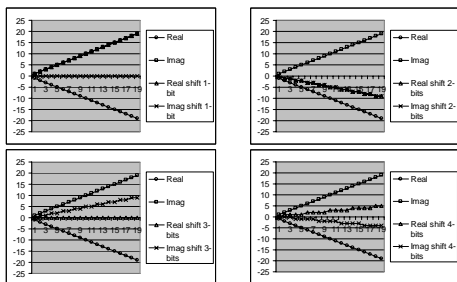 25
20
15
10
5
0
-5
-10
-15
-20
-25
1 3 5 7 9 11 13 15 17 19
Real
Imag
Real shift 1-
bit
Imag shift 1-
bit
25
20
15
10
5
0
-5
-10
-15
-20
-25
1 3 5 7 9 11 13 15 17 19
Real
Imag
Real shift 2-
bits
Imag shift 2-
bits
25
20
15
10
5
0
-5
-10
-15
-20
-25
1 3 5 7 9 11 13 15 17 19
Real
Imag
Real shift 3-
bits
Imag shift 3-
bits
25
20
15
10
5
0
-5
-10
-15
-20
-25
1 3 5 7 9 11 13 15 17 19
Real
Imag
Real shift 4-
bits
Imag shift 4-
bits